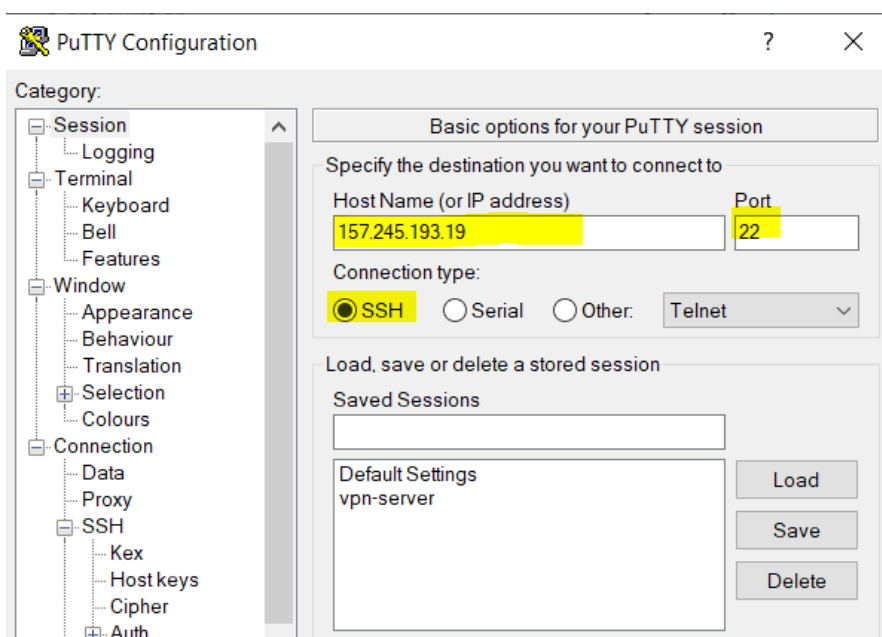 PuTTY Configuration
?
Category:
Session
Logging
Terminal
Keyboard
Bell
Features
Window
Appearance
Behaviour
Translation
Selection
Colours
Connection
Data
Proxy
SSH
Kex
Host keys
Cipher
Auth
Basic options for your PuTTY session
Specify the destination you want to connect to
Host Name (or IP address) Port
157.245.193.19 22
Connection type:
SSH Serial Other: Telnet
Load, save or delete a stored session
Saved Sessions
Default Settings
vpn-server
Load
Save
Delete